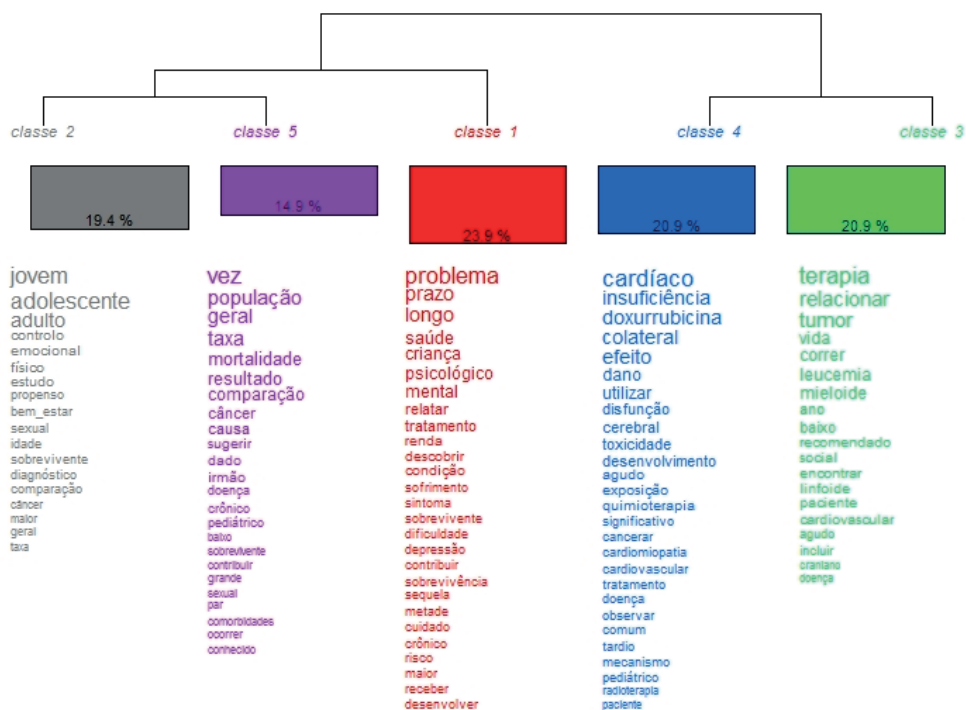 classe 2
classe 5
classe 1
classe 4
classe 3
19.4 %
14.9 %
23.9 %
20.9 %
20.9 %
jovem
adolescente
adulto
controlo
emocional
físico
estudo
propenso
bem_estar
sexual
idade
sobrevivente
diagnóstico
comparação
câncer
maior
geral
taxa
vez
população
geral
taxa
mortalidade
resultado
comparação
câncer
causa
sugerir
dado
irmão
doença
crônico
pediátrico
baixo
sobrevivente
contribuir
grande
sexual
par
comorbidades
ocorrer
conhecido
problema
prazo
longo
saúde
criança
psicológico
mental
relatar
tratamento
renda
descobrir
condição
sofrimento
sintoma
sobrevivente
dificuldade
depressão
contribuir
sobrevivência
sequela
metade
cuidado
crônico
risco
maior
receber
desenvolver
cardíaco
insuficiência
doxurrubicina
colateral
efeito
dano
utilizar
disfunção
cerebral
toxicidade
desenvolvimento
agudo
exposição
quimioterapia
significativo
cancerar
cardiomiopatia
cardiovascular
tratamento
doença
observar
comum
tardio
mecanismo
pediátrico
radioterapia
paciente
terapia
relacionar
tumor
vida
correr
leucemia
mieloide
ano
baixo
recomendado
social
encontrar
linfoide
paciente
cardiovascular
agudo
incluir
craniano
doença